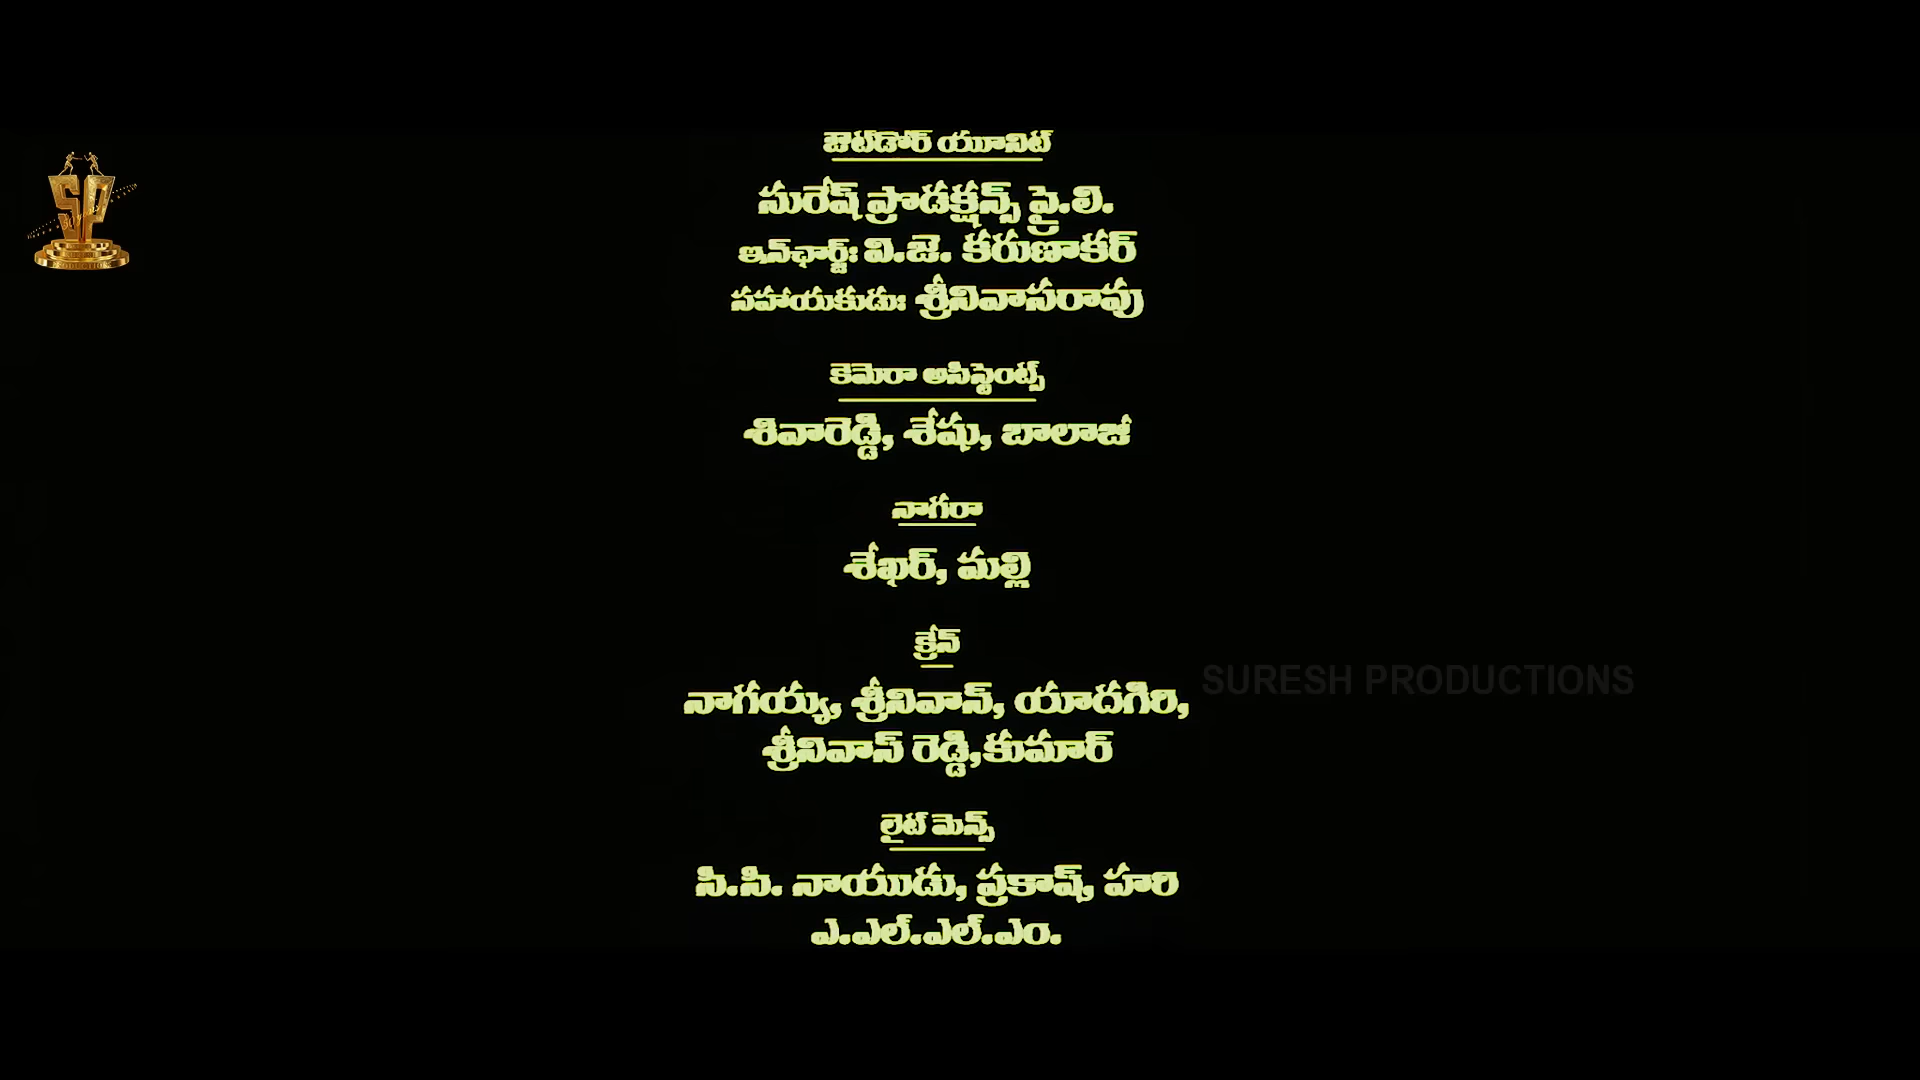 ఔట్‌డోర్ యూనిట్
సురేష్ ప్రొడక్షన్స్ ప్రై.లి.
ఇన్‌ఛార్జ్: వి.జె. కరుణాకర్
సహాయకుడు: శ్రీనివాసరావు
కెమెరా అసిస్టెంట్స్
శివారెడ్డి, శేషు, బాలాజీ
నాగరా
శేఖర్, మల్లి
క్రేన్
నాగయ్య, శ్రీనివాస్, యాదగిరి,
SURESH PRODUCTIONS
శ్రీనివాస్ రెడ్డి,కుమార్
లైట్ మెన్స్
సి.సి. నాయుడు, ప్రకాష్, హరి
ఎ.ఎల్.ఎల్.ఎం.
SP